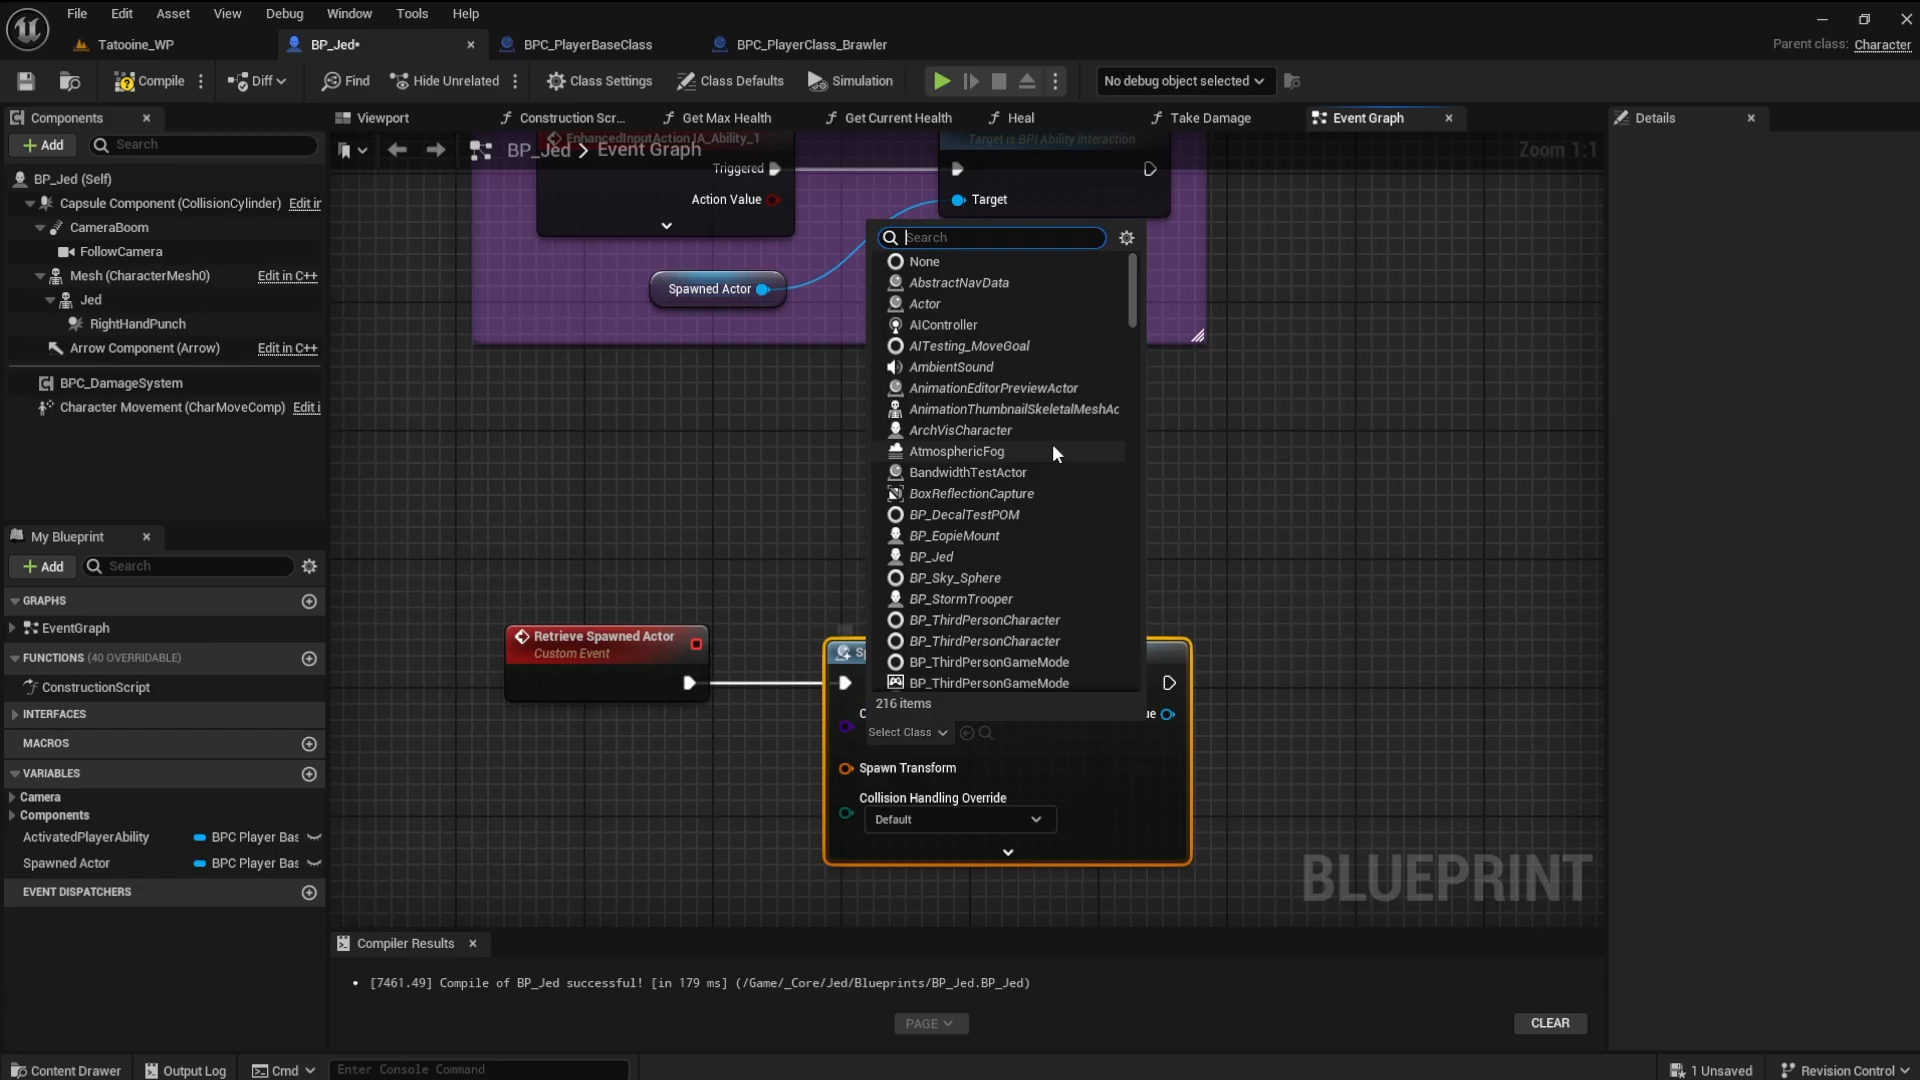 File Edit Asset View Debug Window Tools Help
Tatooine_WP
BP_Jed*
BPC_PlayerBaseClass
BPC_PlayerClass_Brawler
Parent class: Character
Compile
Diff
Find
Hide Unrelated
Class Settings
Class Defaults
Simulation
No debug object selected
Components
Add
Search
BP_Jed (Self)
Capsule Component (CollisionCylinder) Edit in
CameraBoom
FollowCamera
Mesh (CharacterMesh0) Edit in C++
Jed
RightHandPunch
Arrow Component (Arrow) Edit in C++
BPC_DamageSystem
Character Movement (CharMoveComp) Edit i
My Blueprint
Add
Search
GRAPHS
EventGraph
FUNCTIONS (40 OVERRIDABLE)
ConstructionScript
INTERFACES
MACROS
VARIABLES
Camera
Components
ActivatedPlayerAbility BPC Player Bas
Spawned Actor BPC Player Bas
EVENT DISPATCHERS
Viewport
Construction Scr...
Get Max Health
Get Current Health
Heal
Take Damage
Event Graph
Details
BP_Jed > Event Graph
Zoom 1:1
EnhancedInputAction IA_Ability_1
Triggered
Action Value
Target is BPI Ability Interaction
Target
Spawned Actor
Search
None
AbstractNavData
Actor
AIController
AITesting_MoveGoal
AmbientSound
AnimationEditorPreviewActor
AnimationThumbnailSkeletalMeshAc
ArchVisCharacter
AtmosphericFog
BandwidthTestActor
BoxReflectionCapture
BP_DecalTestPOM
BP_EopieMount
BP_Jed
BP_Sky_Sphere
BP_StormTrooper
BP_ThirdPersonCharacter
BP_ThirdPersonCharacter
BP_ThirdPersonGameMode
BP_ThirdPersonGameMode
216 items
Retrieve Spawned Actor
Custom Event
Select Class
Spawn Transform
Collision Handling Override
Default
BLUEPRINT
Compiler Results
• [7461.49] Compile of BP_Jed successful! [in 179 ms] (/Game/_Core/Jed/Blueprints/BP_Jed.BP_Jed)
PAGE
CLEAR
Content Drawer
Output Log
Cmd
Enter Console Command
1 Unsaved
Revision Control